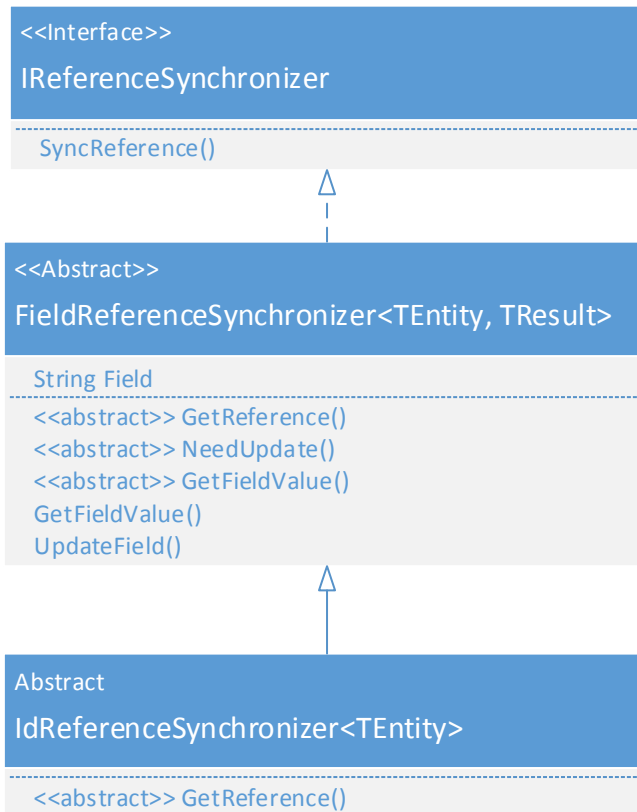 <<Interface>>
IReferenceSynchronizer
SyncReference()
<<Abstract>>
FieldReferenceSynchronizer<TEntity, TResult>
String Field
<<abstract>> GetReference()
<<abstract>> NeedUpdate()
<<abstract>> GetFieldValue()
GetFieldValue()
UpdateField()
Abstract
IdReferenceSynchronizer<TEntity>
<<abstract>> GetReference()